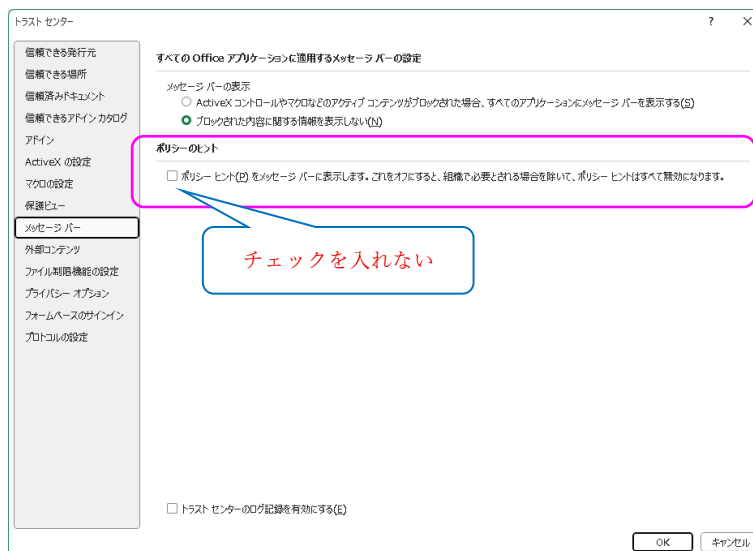 トラスト センター
? ×
信頼できる発行元
信頼できる場所
信頼済みドキュメント
信頼できるアドイン カタログ
アドイン
ActiveX の設定
マクロの設定
保護ビュー
メッセージ バー
外部コンテンツ
ファイル制限機能の設定
プライバシー オプション
フォームベースのサインイン
プロトコルの設定
すべての Office アプリケーションに適用するメッセージ バーの設定
メッセージ バーの表示
ActiveX コントロールやマクロなどのアクティブ コンテンツがブロックされた場合、すべてのアプリケーションにメッセージ バーを表示する(S)
ブロックされた内容に関する情報を表示しない(N)
ポリシーのヒント
ポリシー ヒント(P) をメッセージ バーに表示します。これをオフにすると、組織で必要とされる場合を除いて、ポリシー ヒントはすべて無効になります。
チェックを入れない
トラスト センターのログ記録を有効にする(E)
OK
キャンセル